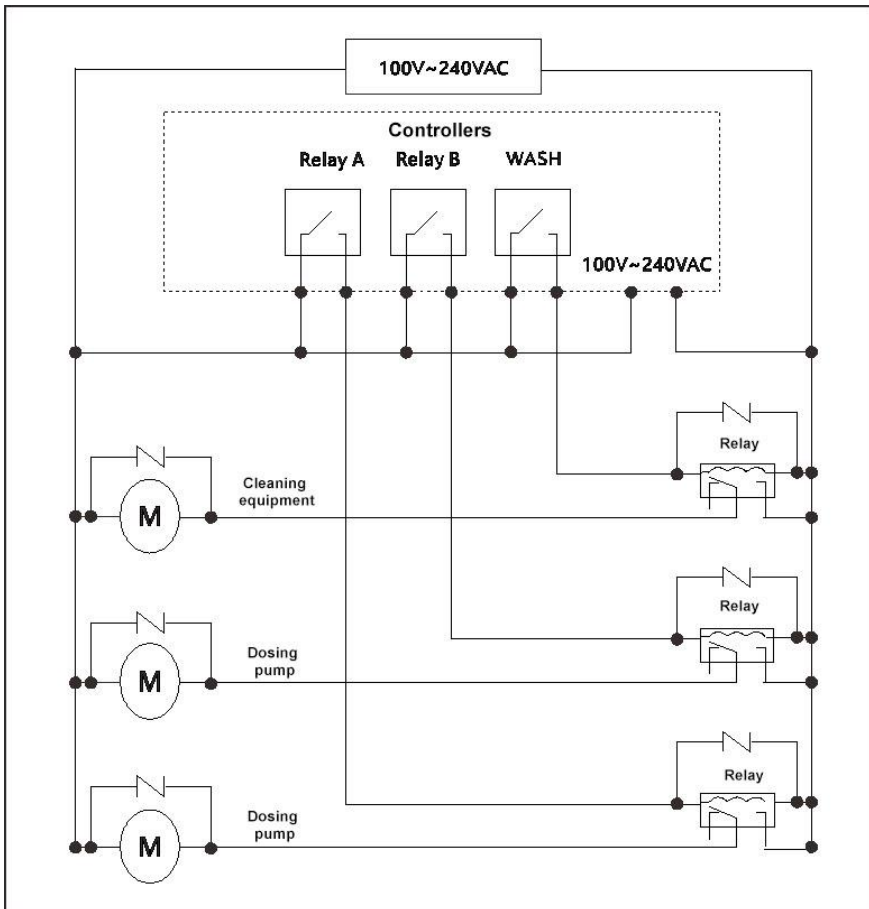 100V~240VAC
Controllers
Relay A
Relay B
WASH
100V~240VAC
Relay
Cleaning
equipment
M
Relay
Dosing
pump
M
Relay
Dosing
pump
M